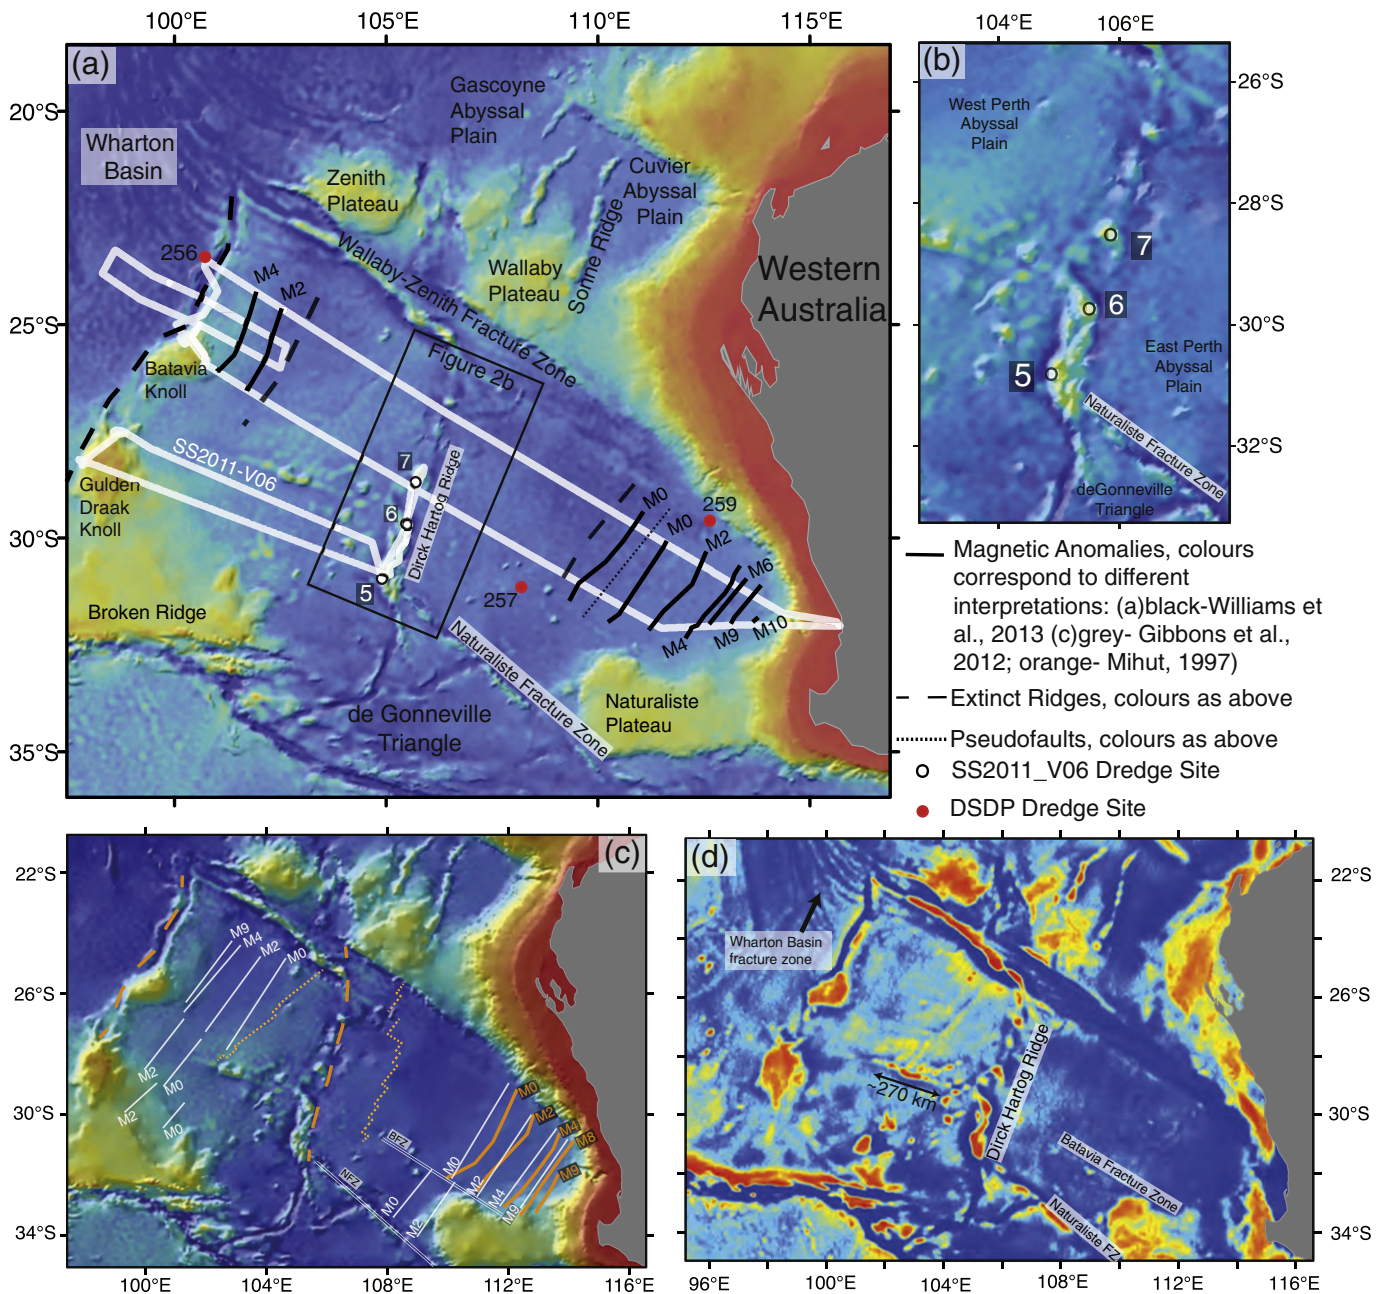 100°E
105°E
110°E
115°E
(a)
20°S
25°S
30°S
35°S
Wharton
Basin
Gascoyne
Abyssal
Plain
Zenith
Plateau
Cuvier
Abyssal
Plain
Wallaby
Plateau
Sonne Ridge
Wallaby-Zenith Fracture Zone
Western
Australia
256
M4
M2
Batavia
Knoll
Figure 2b
SS2011-V06
Gulden
Draak
Knoll
7
6
5
Dirck Hartog Ridge
Broken Ridge
257
259
M0
M0
M2
M6
M4
M9
M10
Naturaliste Fracture Zone
Naturaliste
Plateau
de Gonneville
Triangle
104°E
106°E
(b)
26°S
28°S
30°S
32°S
West Perth
Abyssal
Plain
7
6
5
East Perth
Abyssal
Plain
Naturaliste Fracture Zone
deGonneville
Triangle
Magnetic Anomalies, colours
correspond to different
interpretations: (a)black-Williams et
al., 2013 (c)grey- Gibbons et al.,
2012; orange- Mihut, 1997)
Extinct Ridges, colours as above
Pseudofaults, colours as above
SS2011_V06 Dredge Site
DSDP Dredge Site
(c)
22°S
26°S
30°S
34°S
M9
M4
M2
M0
M2
M0
M2
M0
BFZ
NFZ
M0
M2
M4
M8
M9
M0
M2
M4
M9
M0
M2
100°E
104°E
108°E
112°E
116°E
(d)
22°S
26°S
30°S
34°S
Wharton Basin
fracture zone
~270 km
Dirck Hartog Ridge
Batavia Fracture Zone
Naturaliste FZ
96°E
100°E
104°E
108°E
112°E
116°E